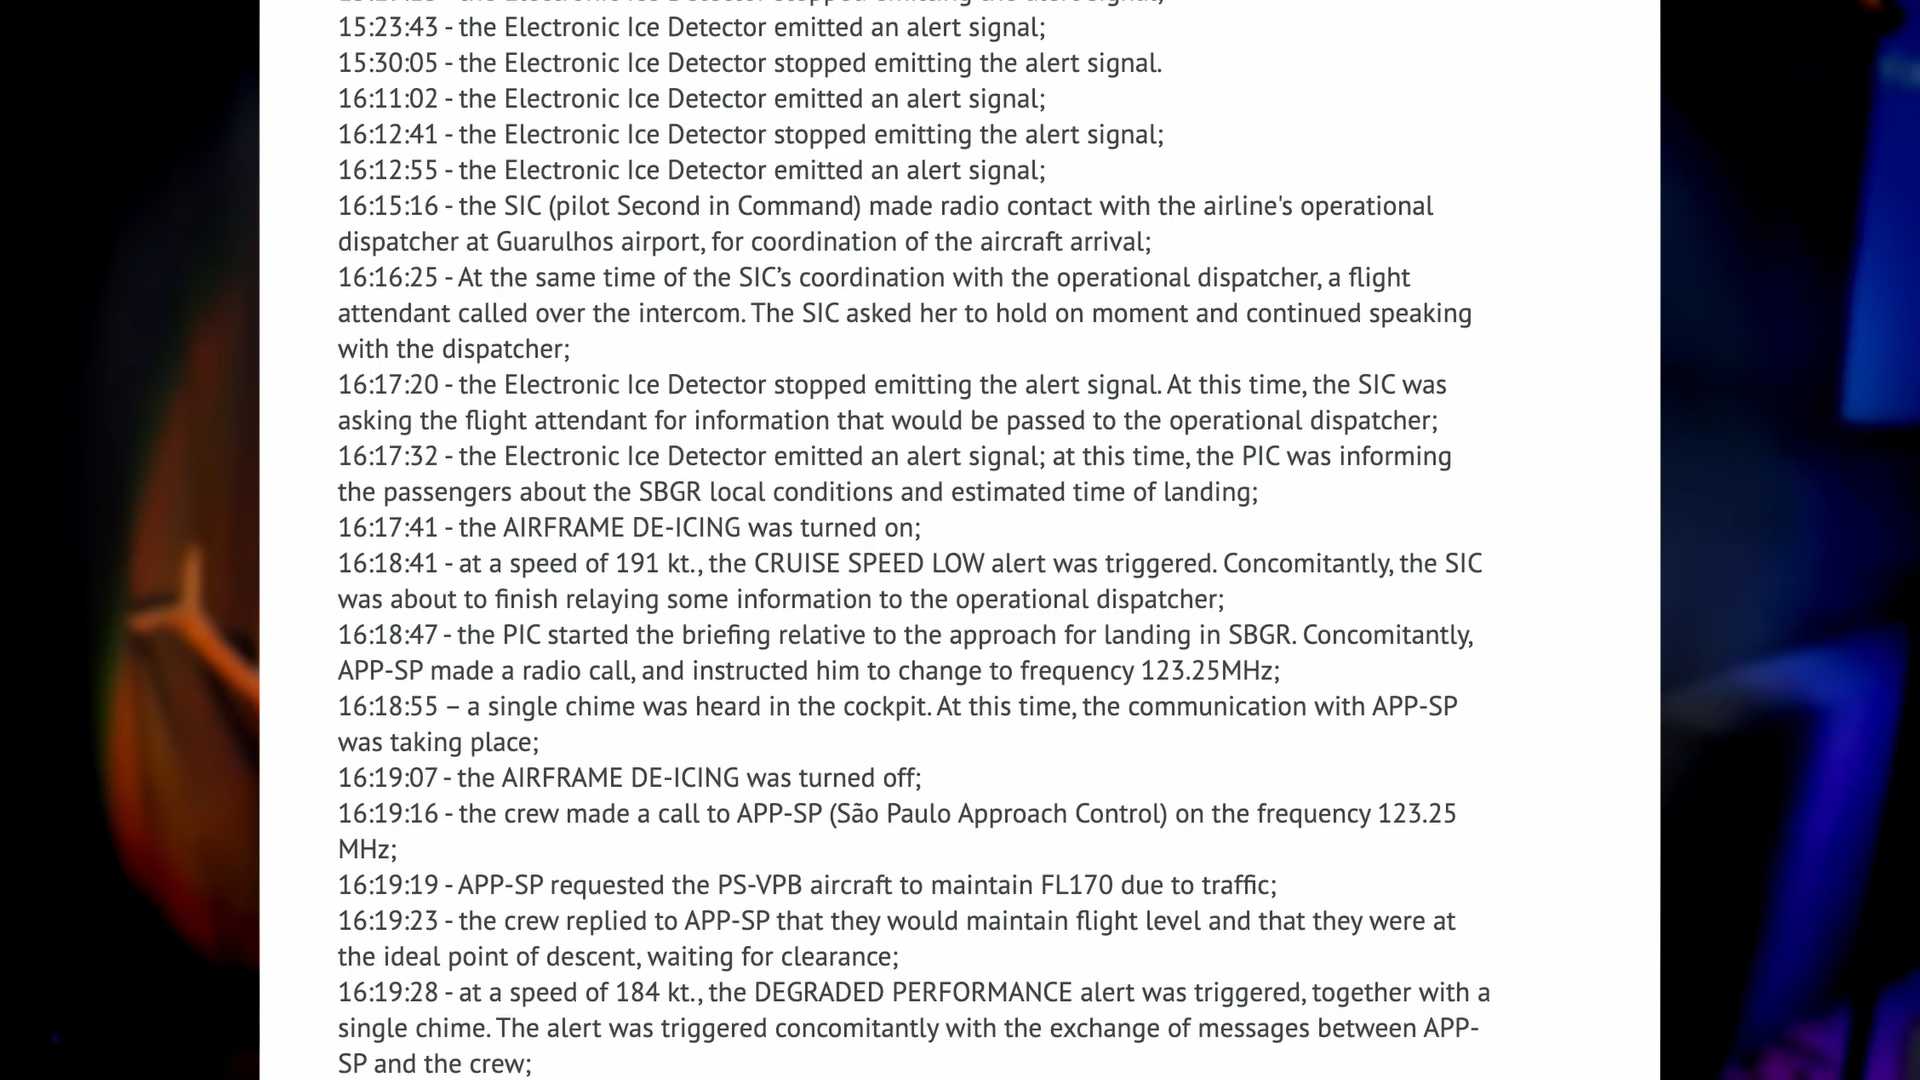 the Electronic Ice Detector stopped emitting the alert signal;
15:23:43 - the Electronic Ice Detector emitted an alert signal;
15:30:05 - the Electronic Ice Detector stopped emitting the alert signal.
16:11:02 - the Electronic Ice Detector emitted an alert signal;
16:12:41 - the Electronic Ice Detector stopped emitting the alert signal;
16:12:55 - the Electronic Ice Detector emitted an alert signal;
16:15:16 - the SIC (pilot Second in Command) made radio contact with the airline's operational
dispatcher at Guarulhos airport, for coordination of the aircraft arrival;
16:16:25 - At the same time of the SIC’s coordination with the operational dispatcher, a flight
attendant called over the intercom. The SIC asked her to hold on moment and continued speaking
with the dispatcher;
16:17:20 - the Electronic Ice Detector stopped emitting the alert signal. At this time, the SIC was
asking the flight attendant for information that would be passed to the operational dispatcher;
16:17:32 - the Electronic Ice Detector emitted an alert signal; at this time, the PIC was informing
the passengers about the SBGR local conditions and estimated time of landing;
16:17:41 - the AIRFRAME DE-ICING was turned on;
16:18:41 - at a speed of 191 kt., the CRUISE SPEED LOW alert was triggered. Concomitantly, the SIC
was about to finish relaying some information to the operational dispatcher;
16:18:47 - the PIC started the briefing relative to the approach for landing in SBGR. Concomitantly,
APP-SP made a radio call, and instructed him to change to frequency 123.25MHz;
16:18:55 – a single chime was heard in the cockpit. At this time, the communication with APP-SP
was taking place;
16:19:07 - the AIRFRAME DE-ICING was turned off;
16:19:16 - the crew made a call to APP-SP (São Paulo Approach Control) on the frequency 123.25
MHz;
16:19:19 - APP-SP requested the PS-VPB aircraft to maintain FL170 due to traffic;
16:19:23 - the crew replied to APP-SP that they would maintain flight level and that they were at
the ideal point of descent, waiting for clearance;
16:19:28 - at a speed of 184 kt., the DEGRADED PERFORMANCE alert was triggered, together with a
single chime. The alert was triggered concomitantly with the exchange of messages between APP-
SP and the crew;